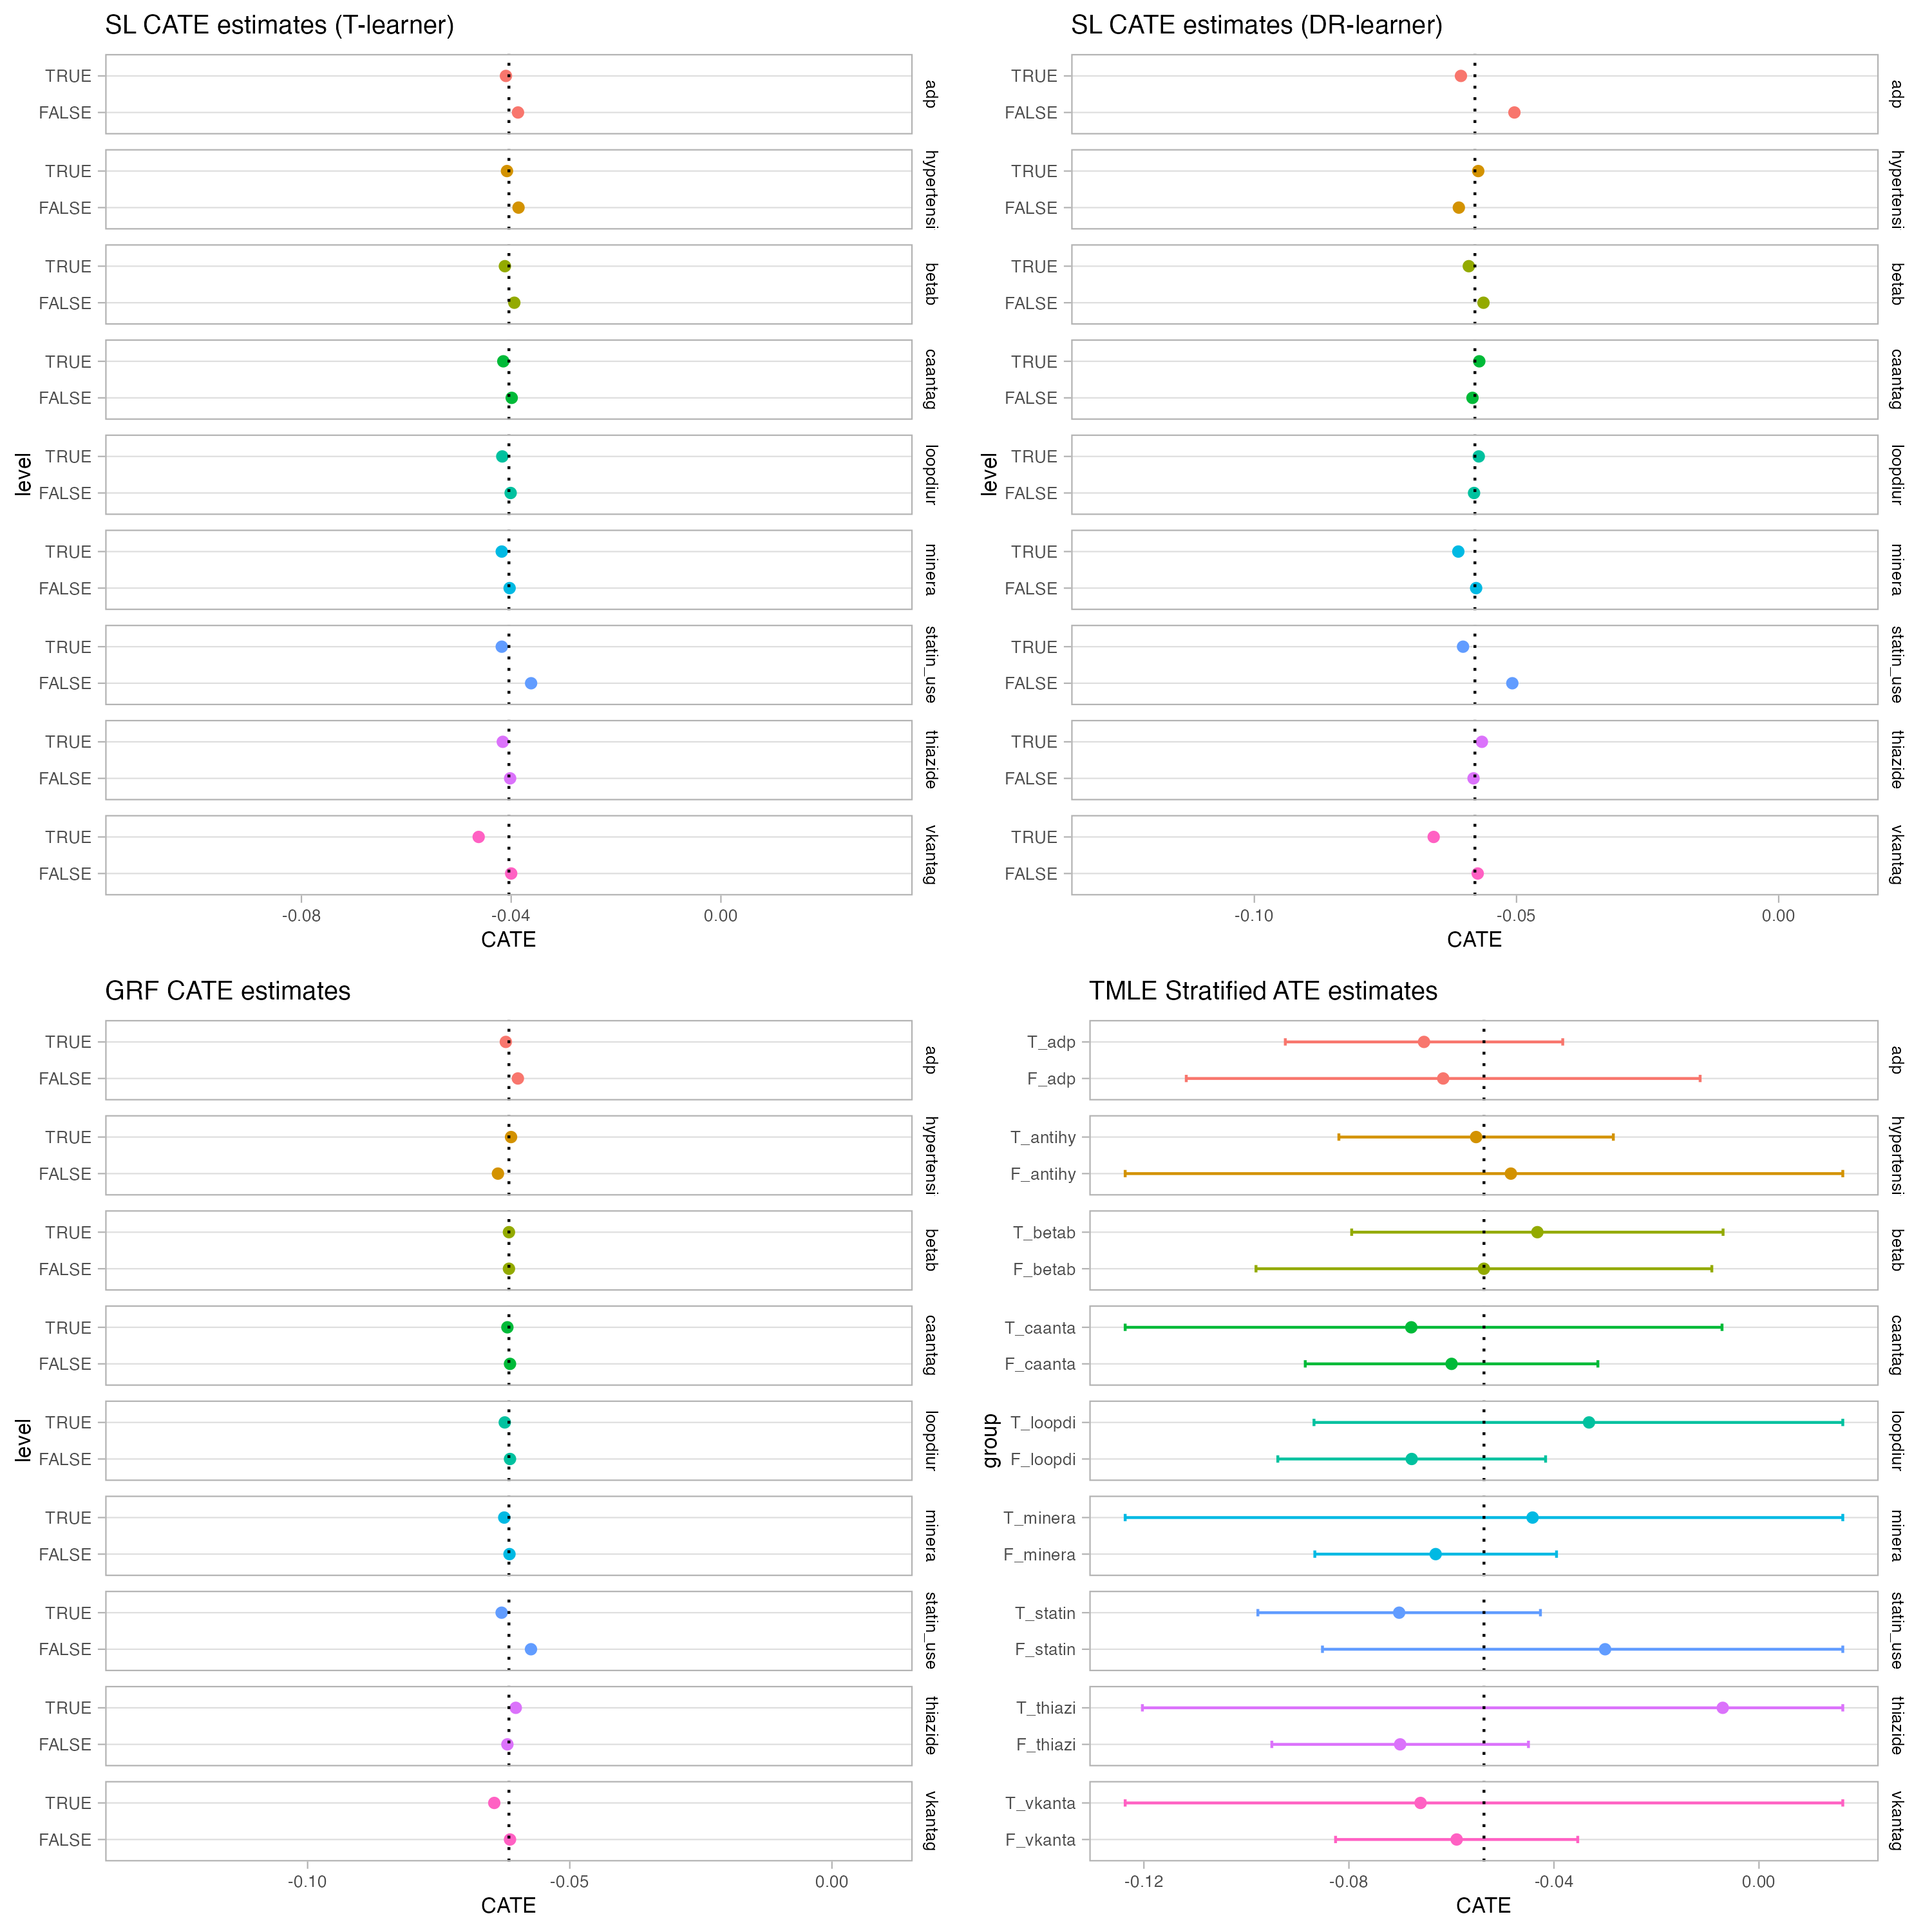 SL CATE estimates (T-learner)
TRUE
FALSE
adp
TRUE
FALSE
hypertensi
TRUE
FALSE
betab
TRUE
FALSE
caantag
level
TRUE
FALSE
loopdiur
TRUE
FALSE
minera
TRUE
FALSE
statin_use
TRUE
FALSE
thiazide
TRUE
FALSE
vkantag
-0.08 -0.04 0.00
CATE
SL CATE estimates (DR-learner)
TRUE
FALSE
adp
TRUE
FALSE
hypertensi
TRUE
FALSE
betab
TRUE
FALSE
caantag
level
TRUE
FALSE
loopdiur
TRUE
FALSE
minera
TRUE
FALSE
statin_use
TRUE
FALSE
thiazide
TRUE
FALSE
vkantag
-0.10 -0.05 0.00
CATE
GRF CATE estimates
TRUE
FALSE
adp
TRUE
FALSE
hypertensi
TRUE
FALSE
betab
TRUE
FALSE
caantag
level
TRUE
FALSE
loopdiur
TRUE
FALSE
minera
TRUE
FALSE
statin_use
TRUE
FALSE
thiazide
TRUE
FALSE
vkantag
-0.10 -0.05 0.00
CATE
TMLE Stratified ATE estimates
T_adp
F_adp
adp
T_antihy
F_antihy
hypertensi
T_betab
F_betab
betab
T_caanta
F_caanta
caantag
group
T_loopdi
F_loopdi
loopdiur
T_minera
F_minera
minera
T_statin
F_statin
statin_use
T_thiazi
F_thiazi
thiazide
T_vkanta
F_vkanta
vkantag
-0.12 -0.08 -0.04 0.00
CATE